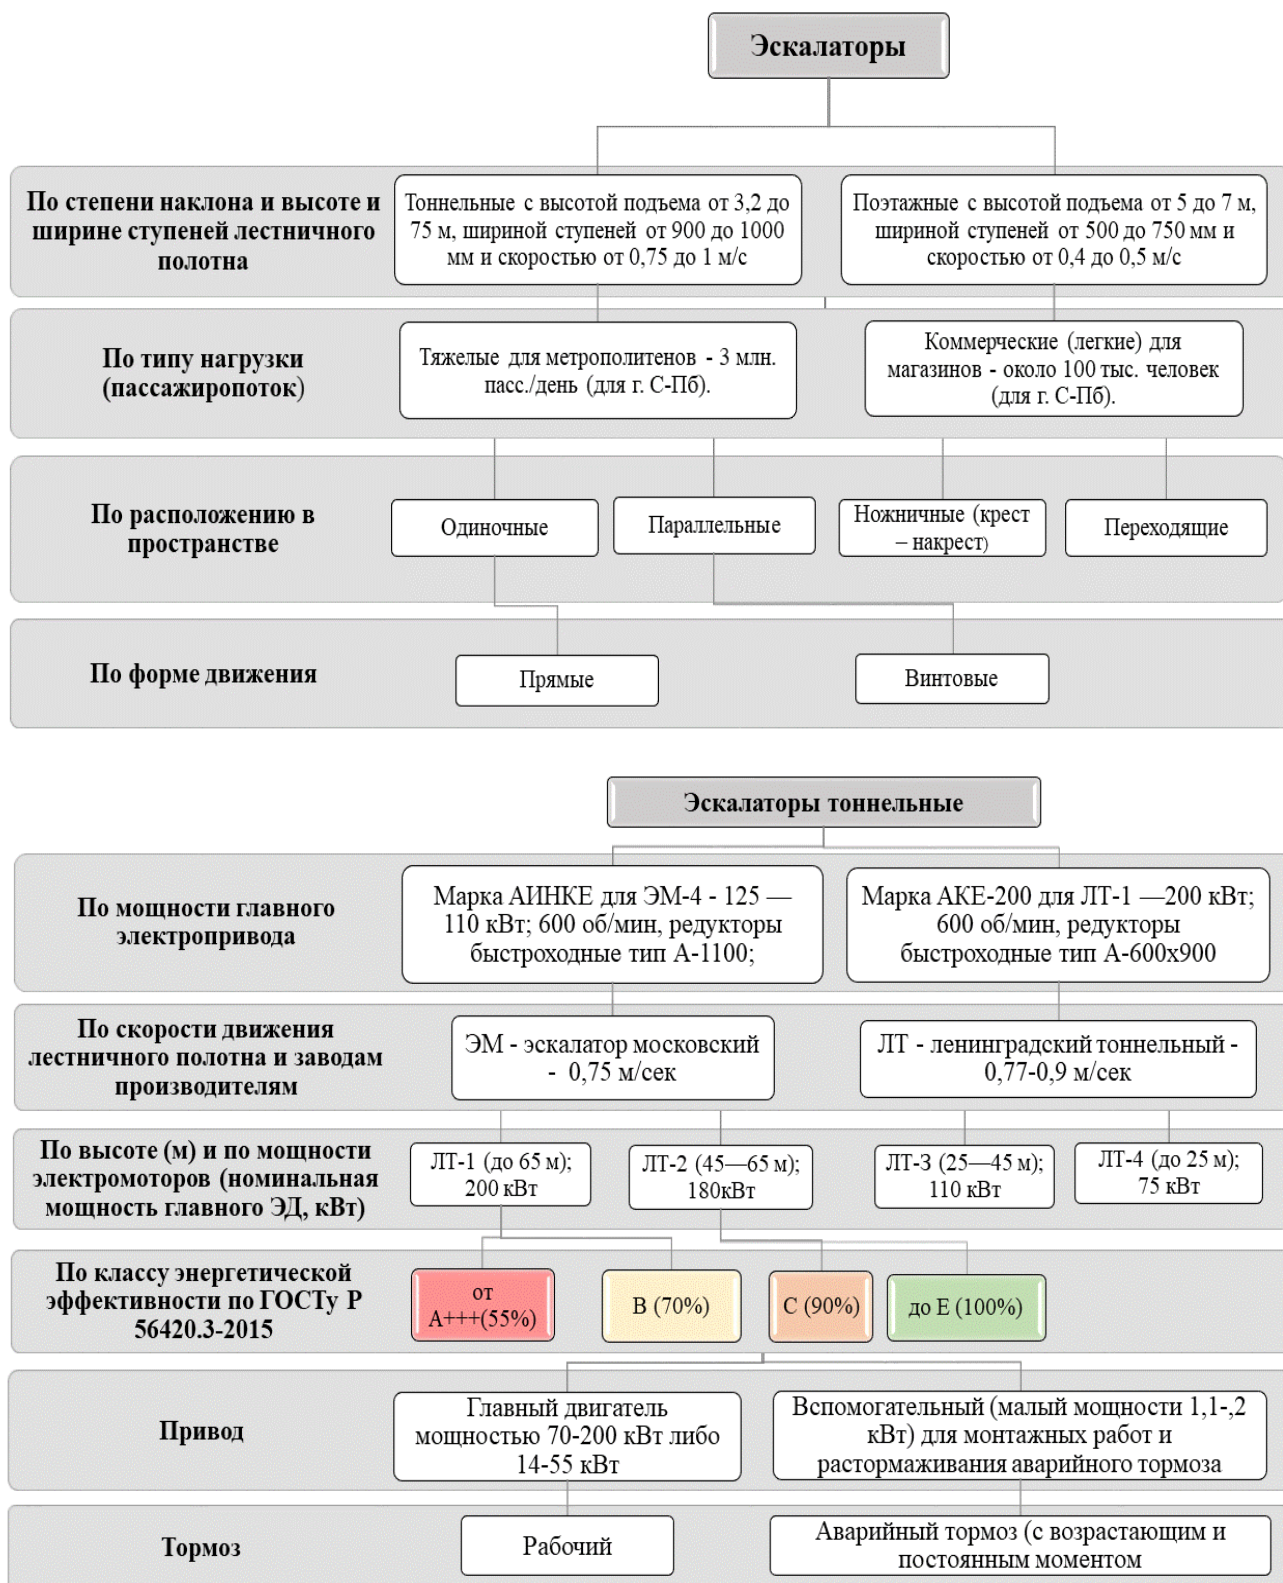 Эскалаторы
По степени наклона и высоте и
ширине ступеней лестничного
полотна
Тоннельные с высотой подъема от 3,2 до
75 м, шириной ступеней от 900 до 1000
мм и скоростью от 0,75 до 1 м/с
Поэтажные с высотой подъема от 5 до 7 м,
шириной ступеней от 500 до 750 мм и
скоростью от 0,4 до 0,5 м/с
По типу нагрузки
(пассажиропоток)
Тяжелые для метрополитенов - 3 млн.
пасс./день (для г. С-Пб).
Коммерческие (легкие) для
магазинов - около 100 тыс. человек
(для г. С-Пб).
По расположению в
пространстве
Одиночные
Параллельные
Ножничные (крест
– накрест)
Переходящие
По форме движения
Прямые
Винтовые
Эскалаторы тоннельные
По мощности главного
электропривода
Марка АИНКЕ для ЭМ-4 - 125 —
110 кВт; 600 об/мин, редукторы
быстроходные тип А-1100;
Марка АКЕ-200 для ЛТ-1 —200 кВт;
600 об/мин, редукторы
быстроходные тип А-600х900
По скорости движения
лестничного полотна и заводам
производителям
ЭМ - эскалатор московский
- 0,75 м/сек
ЛТ - ленинградский тоннельный -
0,77-0,9 м/сек
По высоте (м) и по мощности
электромоторов (номинальная
мощность главного ЭД, кВт)
ЛТ-1 (до 65 м);
200 кВт
ЛТ-2 (45—65 м);
180кВт
ЛТ-3 (25—45 м);
110 кВт
ЛТ-4 (до 25 м);
75 кВт
По классу энергетической
эффективности по ГОСТу Р
56420.3-2015
от
А+++(55%)
В (70%)
С (90%)
до Е (100%)
Привод
Главный двигатель
мощностью 70-200 кВт либо
14-55 кВт
Вспомогательный (малый мощности 1,1-,2
кВт) для монтажных работ и
растормаживания аварийного тормоза
Тормоз
Рабочий
Аварийный тормоз (с возрастающим и
постоянным моментом